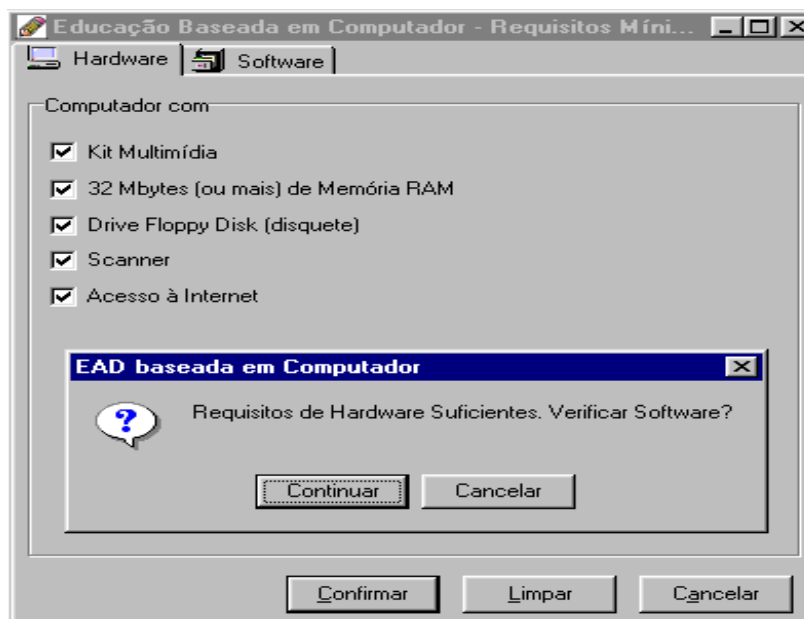 Educação Baseada em Computador - Requisitos Míni...
Hardware Software
Computador com
Kit Multimídia
32 Mbytes (ou mais) de Memória RAM
Drive Floppy Disk (disquete)
Scanner
Acesso à Internet
EAD baseada em Computador
Requisitos de Hardware Suficientes. Verificar Software?
Continuar Cancelar
Confirmar Limpar Cancelar